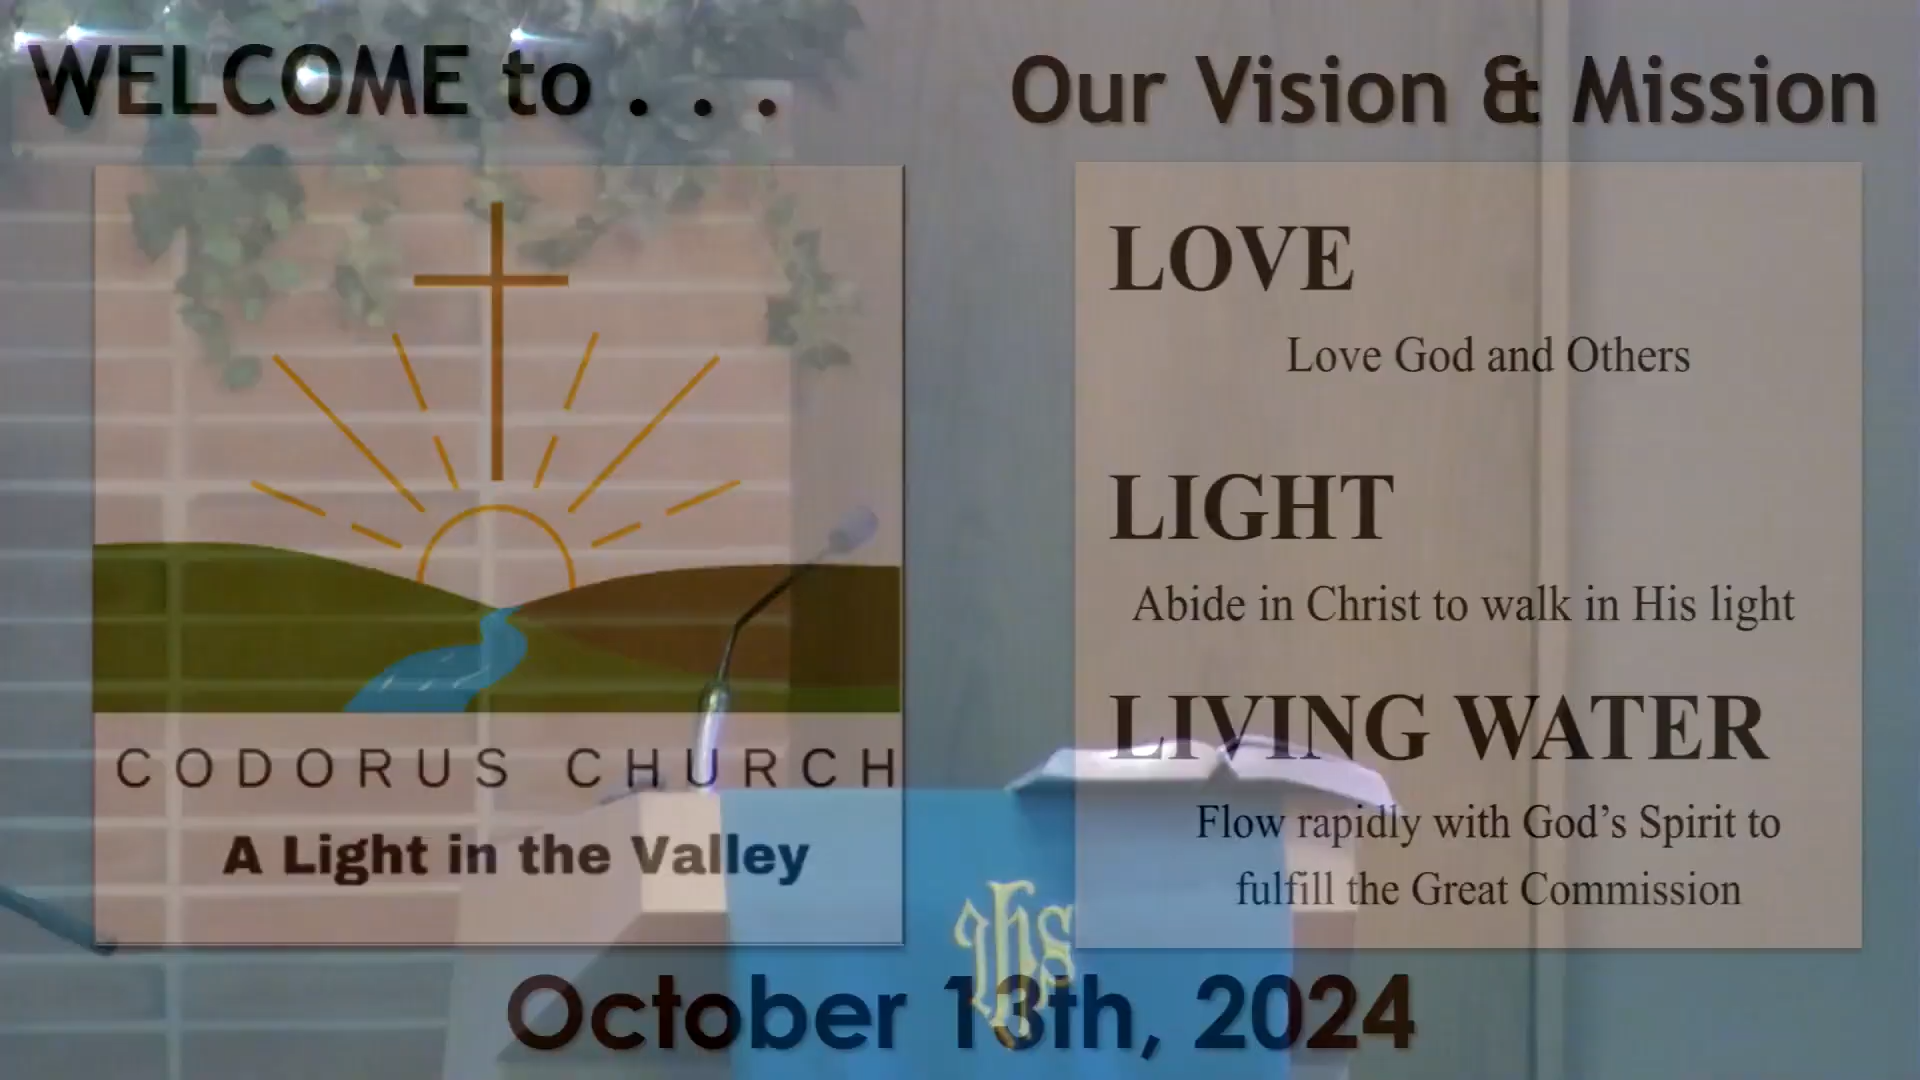 WELCOME to . . .
CODORUS CHURCH
A Light in the Valley
Our Vision & Mission
LOVE
Love God and Others
LIGHT
Abide in Christ to walk in His light
LIVING WATER
Flow rapidly with God’s Spirit to
fulfill the Great Commission
ihs
October 13th, 2024